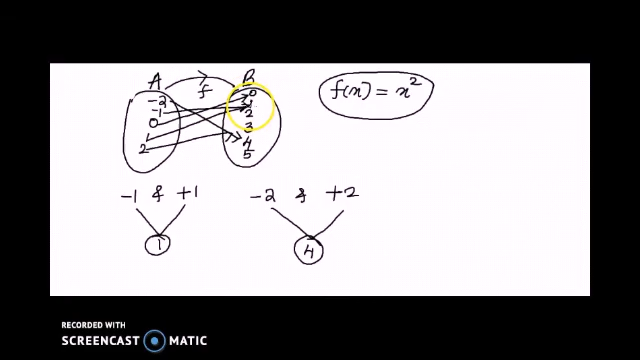 A f B
-2 0
-1 1
0 2
1 3
2 4
5
f(x) = x²
-1 & +1 -2 & +2
1 4
RECORDED WITH
SCREENCAST MATIC